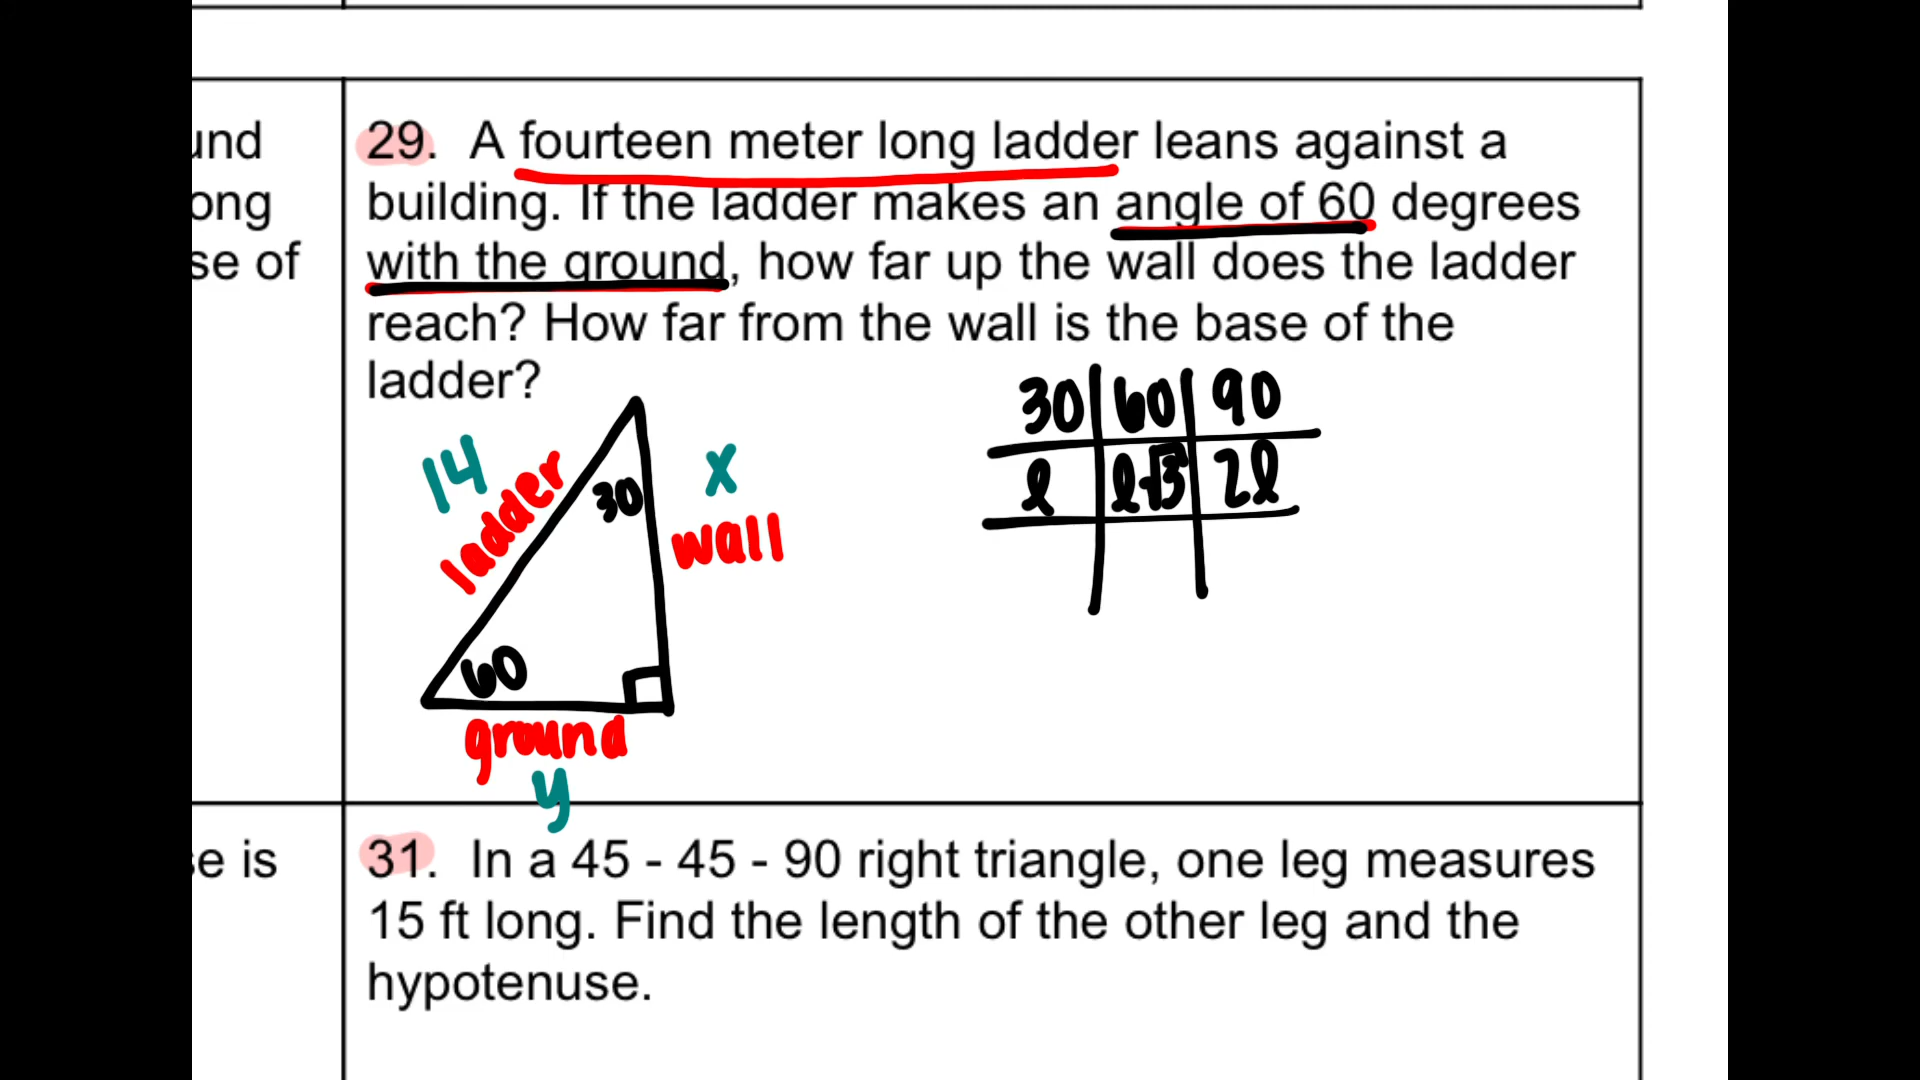 und
ong
se of
29. A fourteen meter long ladder leans against a
building. If the ladder makes an angle of 60 degrees
with the ground, how far up the wall does the ladder
reach? How far from the wall is the base of the
ladder?
30 60 90
l l√3 2l
14
ladder
30
x
wall
60
ground
y
e is
31. In a 45 - 45 - 90 right triangle, one leg measures
15 ft long. Find the length of the other leg and the
hypotenuse.